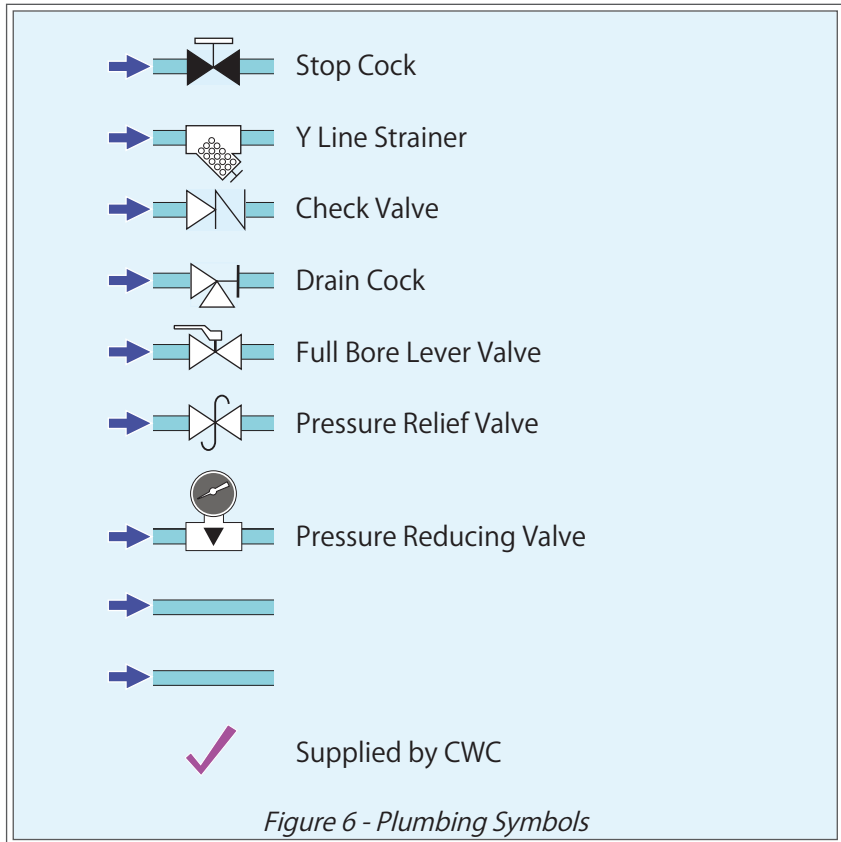 Stop Cock
Y Line Strainer
Check Valve
Drain Cock
Full Bore Lever Valve
Pressure Relief Valve
Pressure Reducing Valve
Supplied by CWC
Figure 6 - Plumbing Symbols